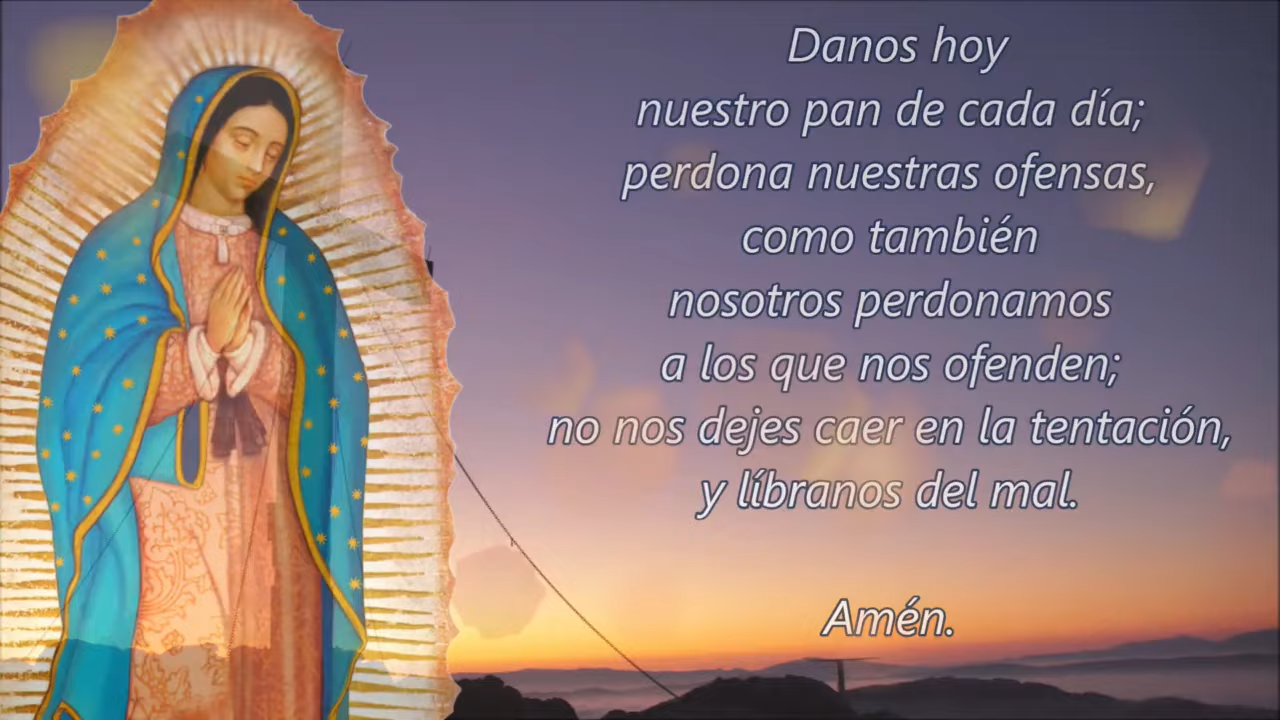 Danos hoy
nuestro pan de cada día;
perdona nuestras ofensas,
como también
nosotros perdonamos
a los que nos ofenden;
no nos dejes caer en la tentación,
y líbranos del mal.
Amén.